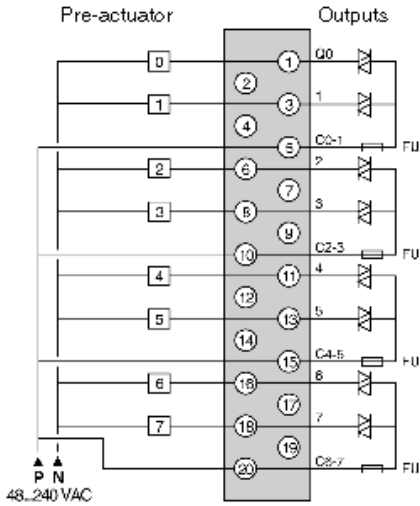 Pre-actuator Outputs
0 1 Q0
2
1 3 1
4
5 C0-1 FU
2 6 2
7
3 8 3
9
10 C2-3 FU
4 11 4
12
5 13 5
14
15 C4-5 FU
6 16 6
17
7 18 7
19
20 C6-7 FU
P N
48...240 VAC